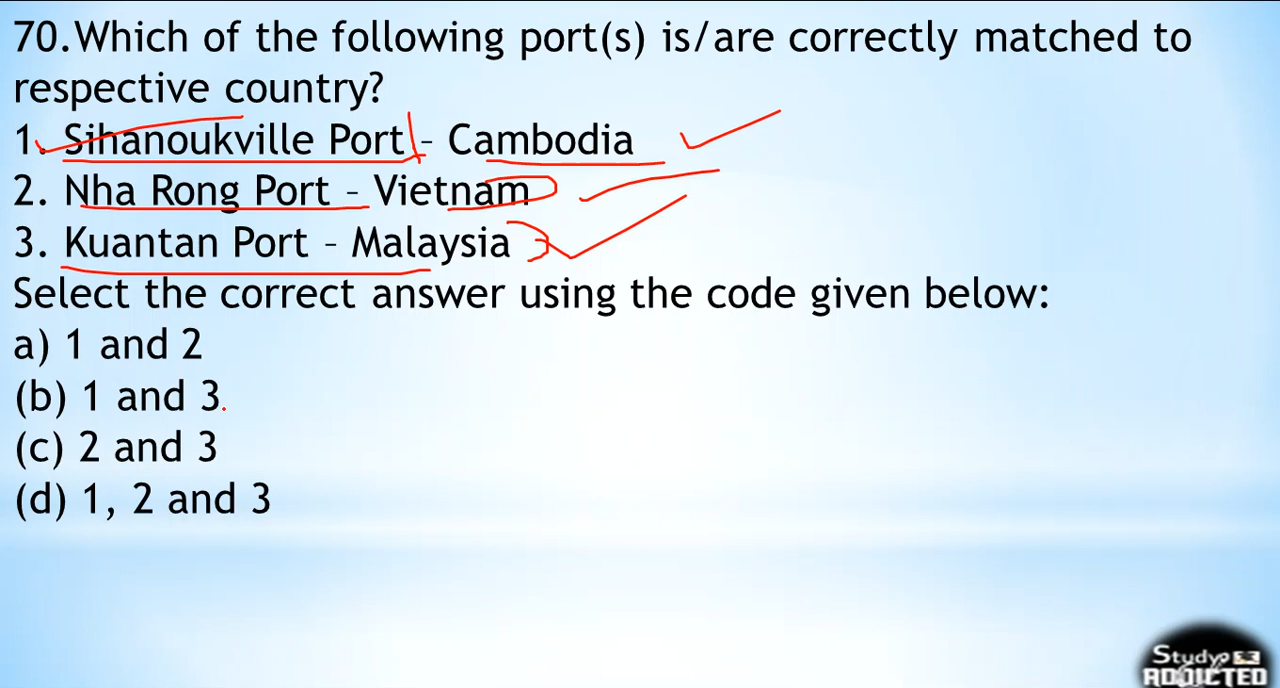 70.Which of the following port(s) is/are correctly matched to
respective country?
1. Sihanoukville Port - Cambodia
2. Nha Rong Port - Vietnam
3. Kuantan Port - Malaysia
Select the correct answer using the code given below:
a) 1 and 2
(b) 1 and 3.
(c) 2 and 3
(d) 1, 2 and 3
Study
ADDICTED